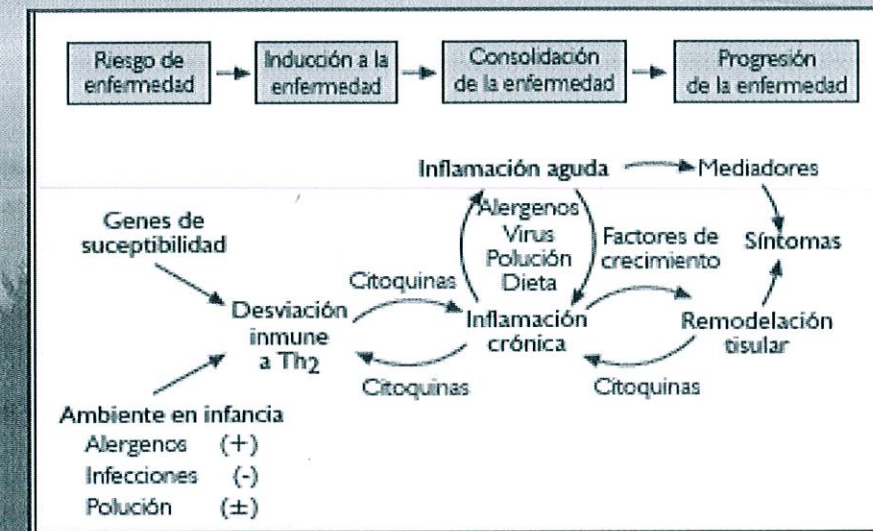 Riesgo de
enfermedad
Inducción a la
enfermedad
Consolidación
de la enfermedad
Progresión
de la enfermedad
Inflamación aguda
Mediadores
Alergenos
Virus
Polución
Dieta
Genes de
suceptibilidad
Factores de
crecimiento
Síntomas
Citoquinas
Desviación
inmune
a Th2
Inflamación
crónica
Remodelación
tisular
Citoquinas
Citoquinas
Ambiente en infancia
Alergenos (+)
Infecciones (-)
Polución (±)